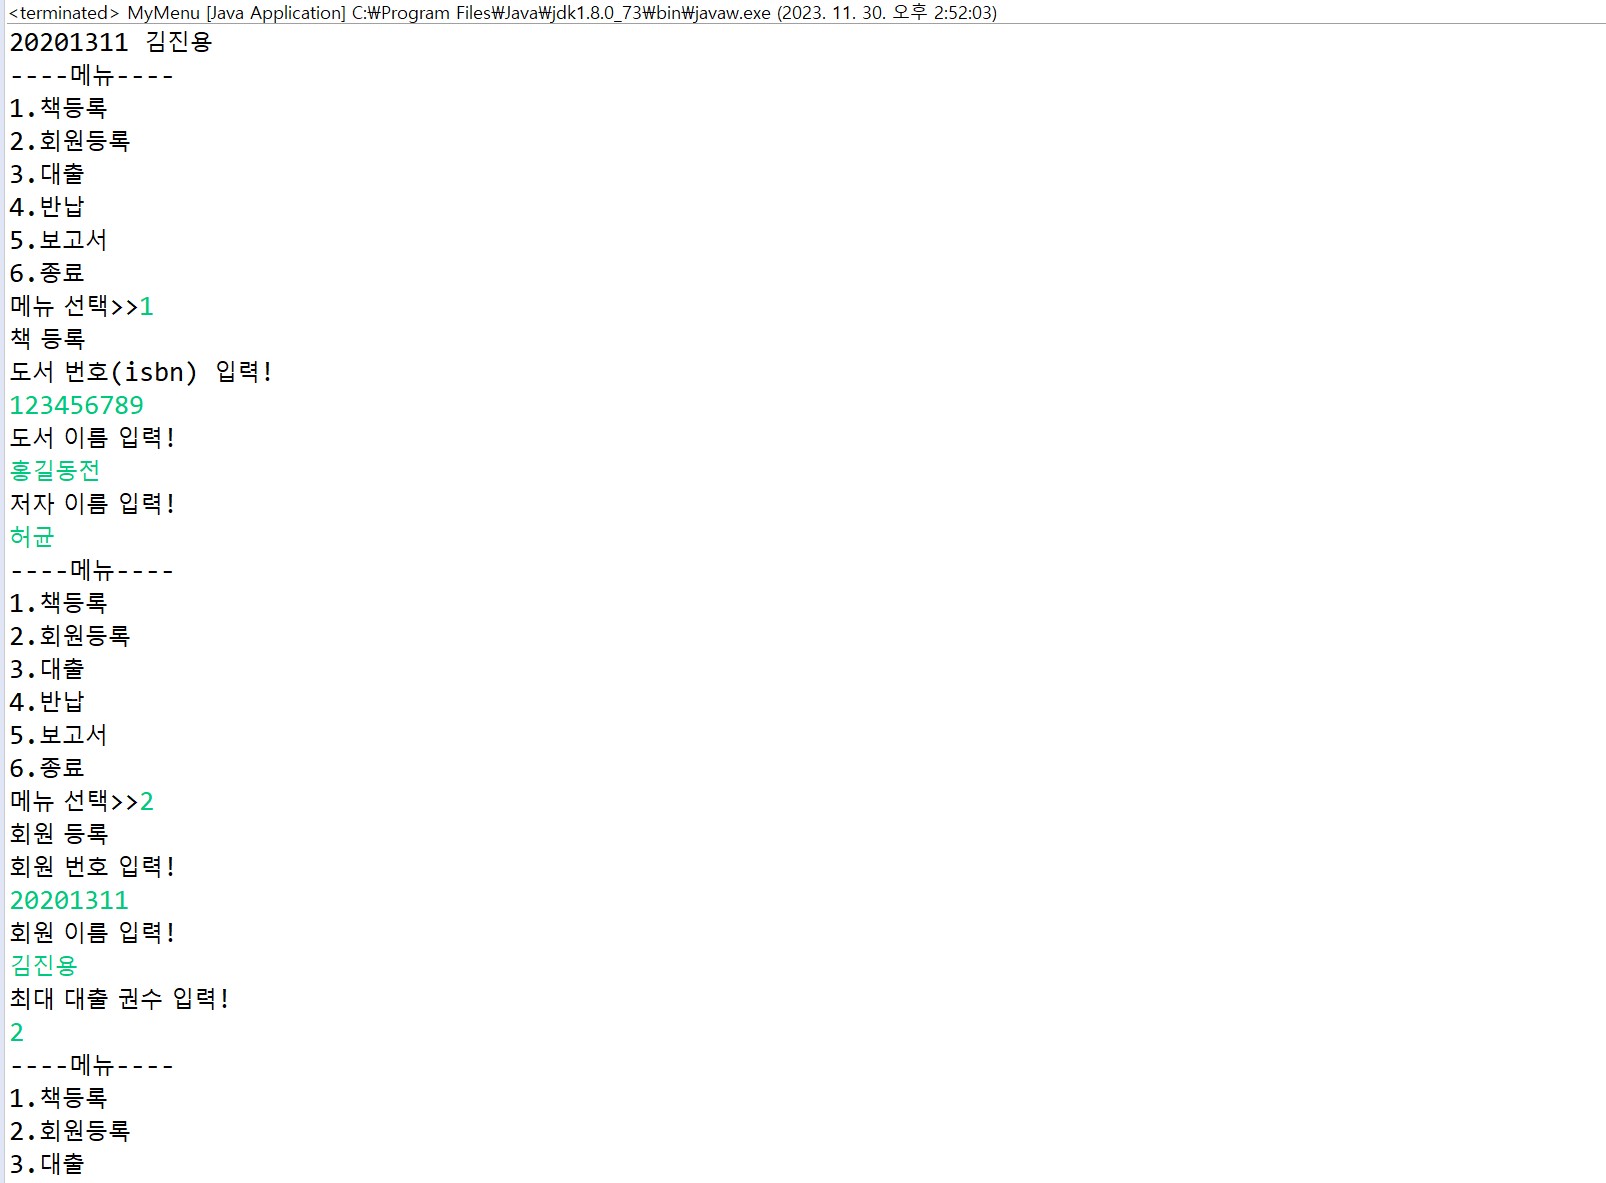 <terminated> MyMenu [Java Application] C:₩Program Files₩Java₩jdk1.8.0_73₩bin₩javaw.exe (2023. 11. 30. 오후 2:52:03)
20201311 김진용
----메뉴----
1.책등록
2.회원등록
3.대출
4.반납
5.보고서
6.종료
메뉴 선택>>1
책 등록
도서 번호(isbn) 입력!
123456789
도서 이름 입력!
홍길동전
저자 이름 입력!
허균
----메뉴----
1.책등록
2.회원등록
3.대출
4.반납
5.보고서
6.종료
메뉴 선택>>2
회원 등록
회원 번호 입력!
20201311
회원 이름 입력!
김진용
최대 대출 권수 입력!
2
----메뉴----
1.책등록
2.회원등록
3.대출